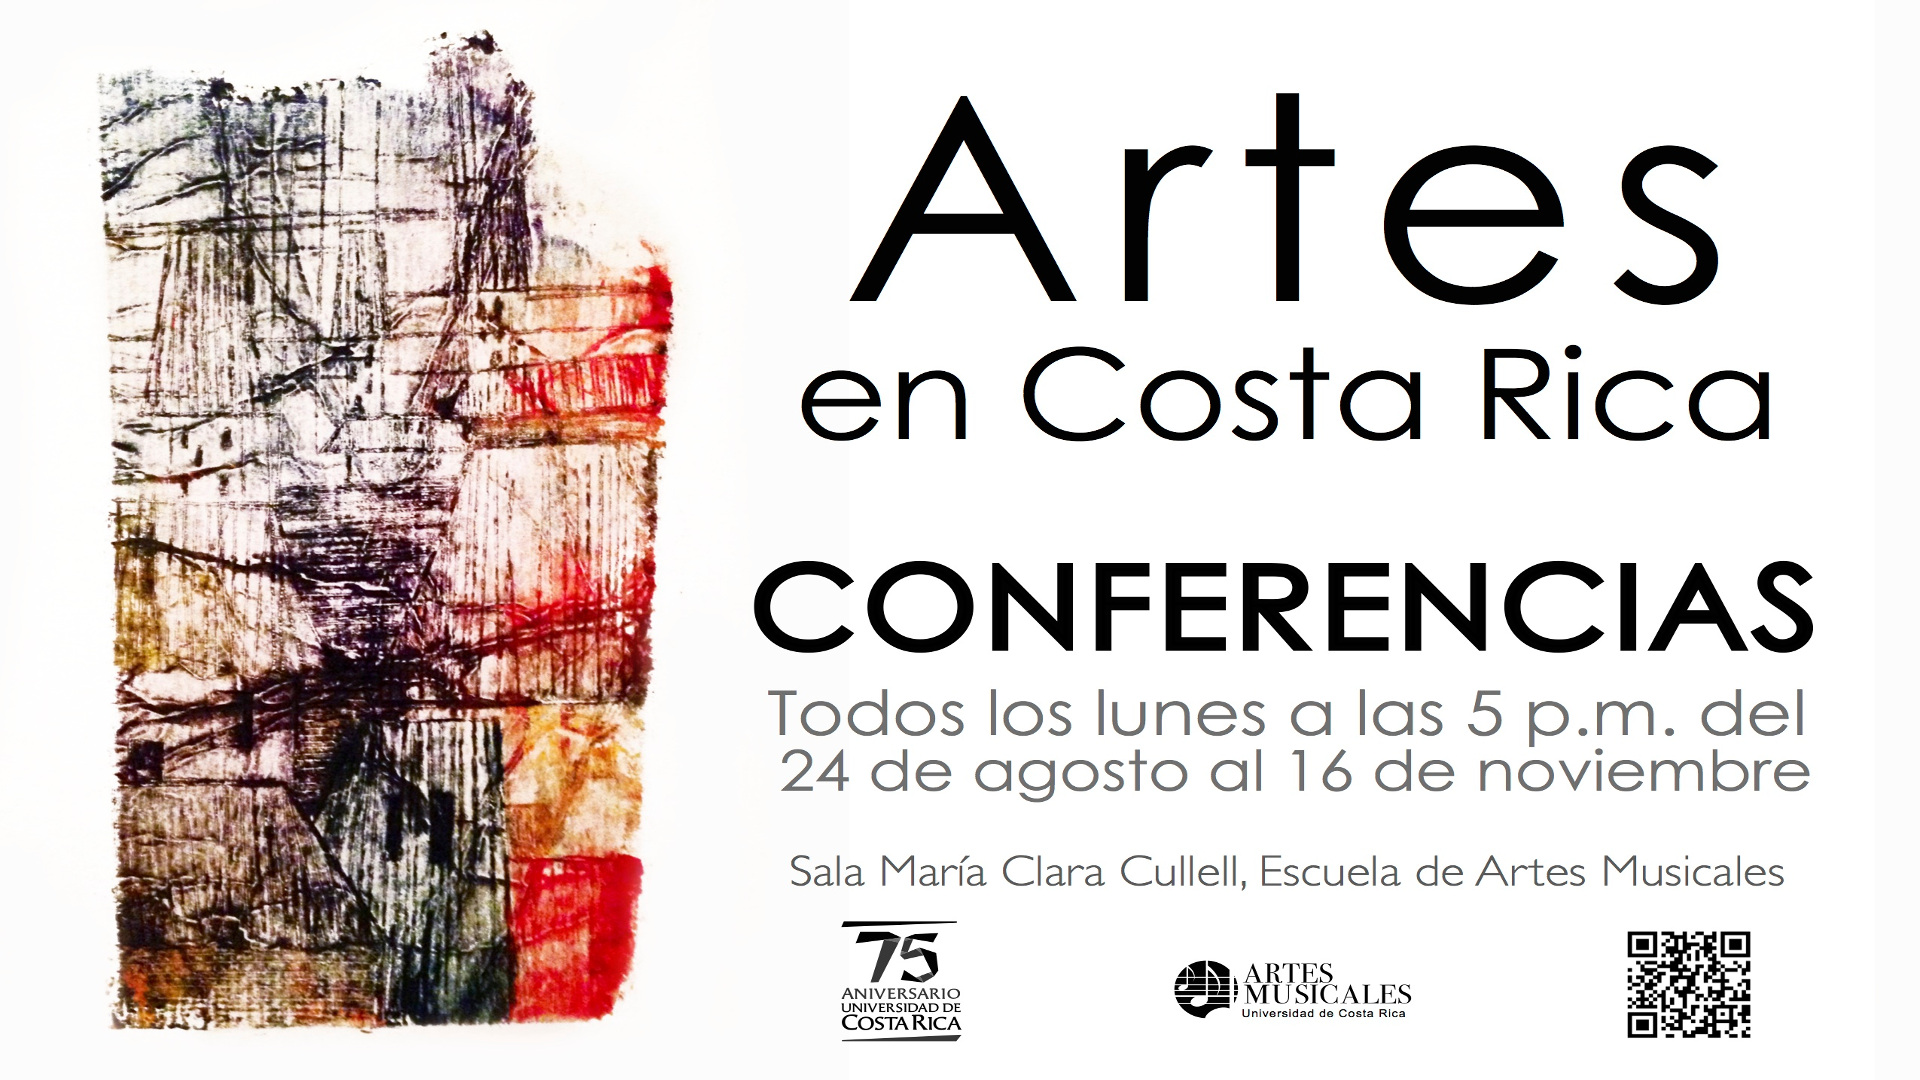 Artes
en Costa Rica
CONFERENCIAS
Todos los lunes a las 5 p.m. del
24 de agosto al 16 de noviembre
Sala María Clara Cullell, Escuela de Artes Musicales
75
ANIVERSARIO
UNIVERSIDAD DE
COSTA RICA
ARTES
MUSICALES
Universidad de Costa Rica